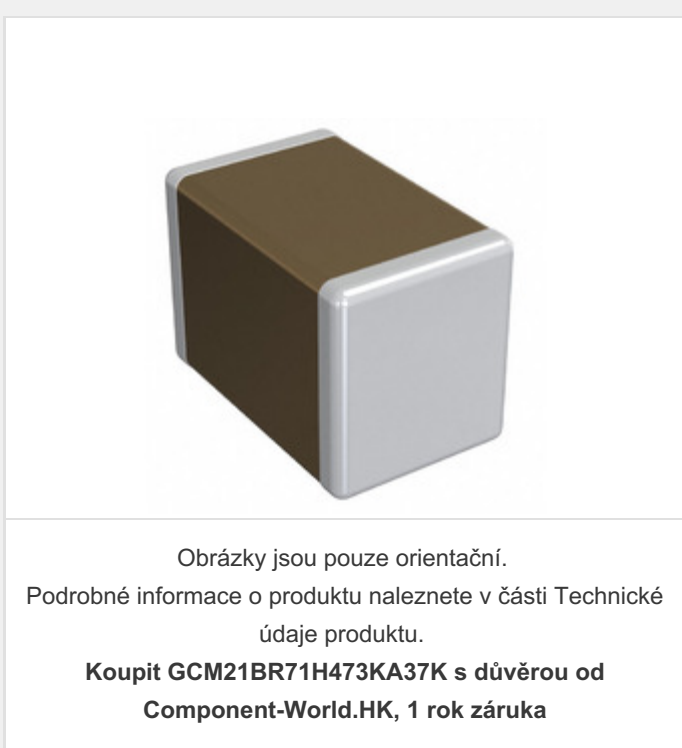 Obrázky jsou pouze orientační.
Podrobné informace o produktu naleznete v části Technické
údaje produktu.
Koupit GCM21BR71H473KA37K s důvěrou od
Component-World.HK, 1 rok záruka